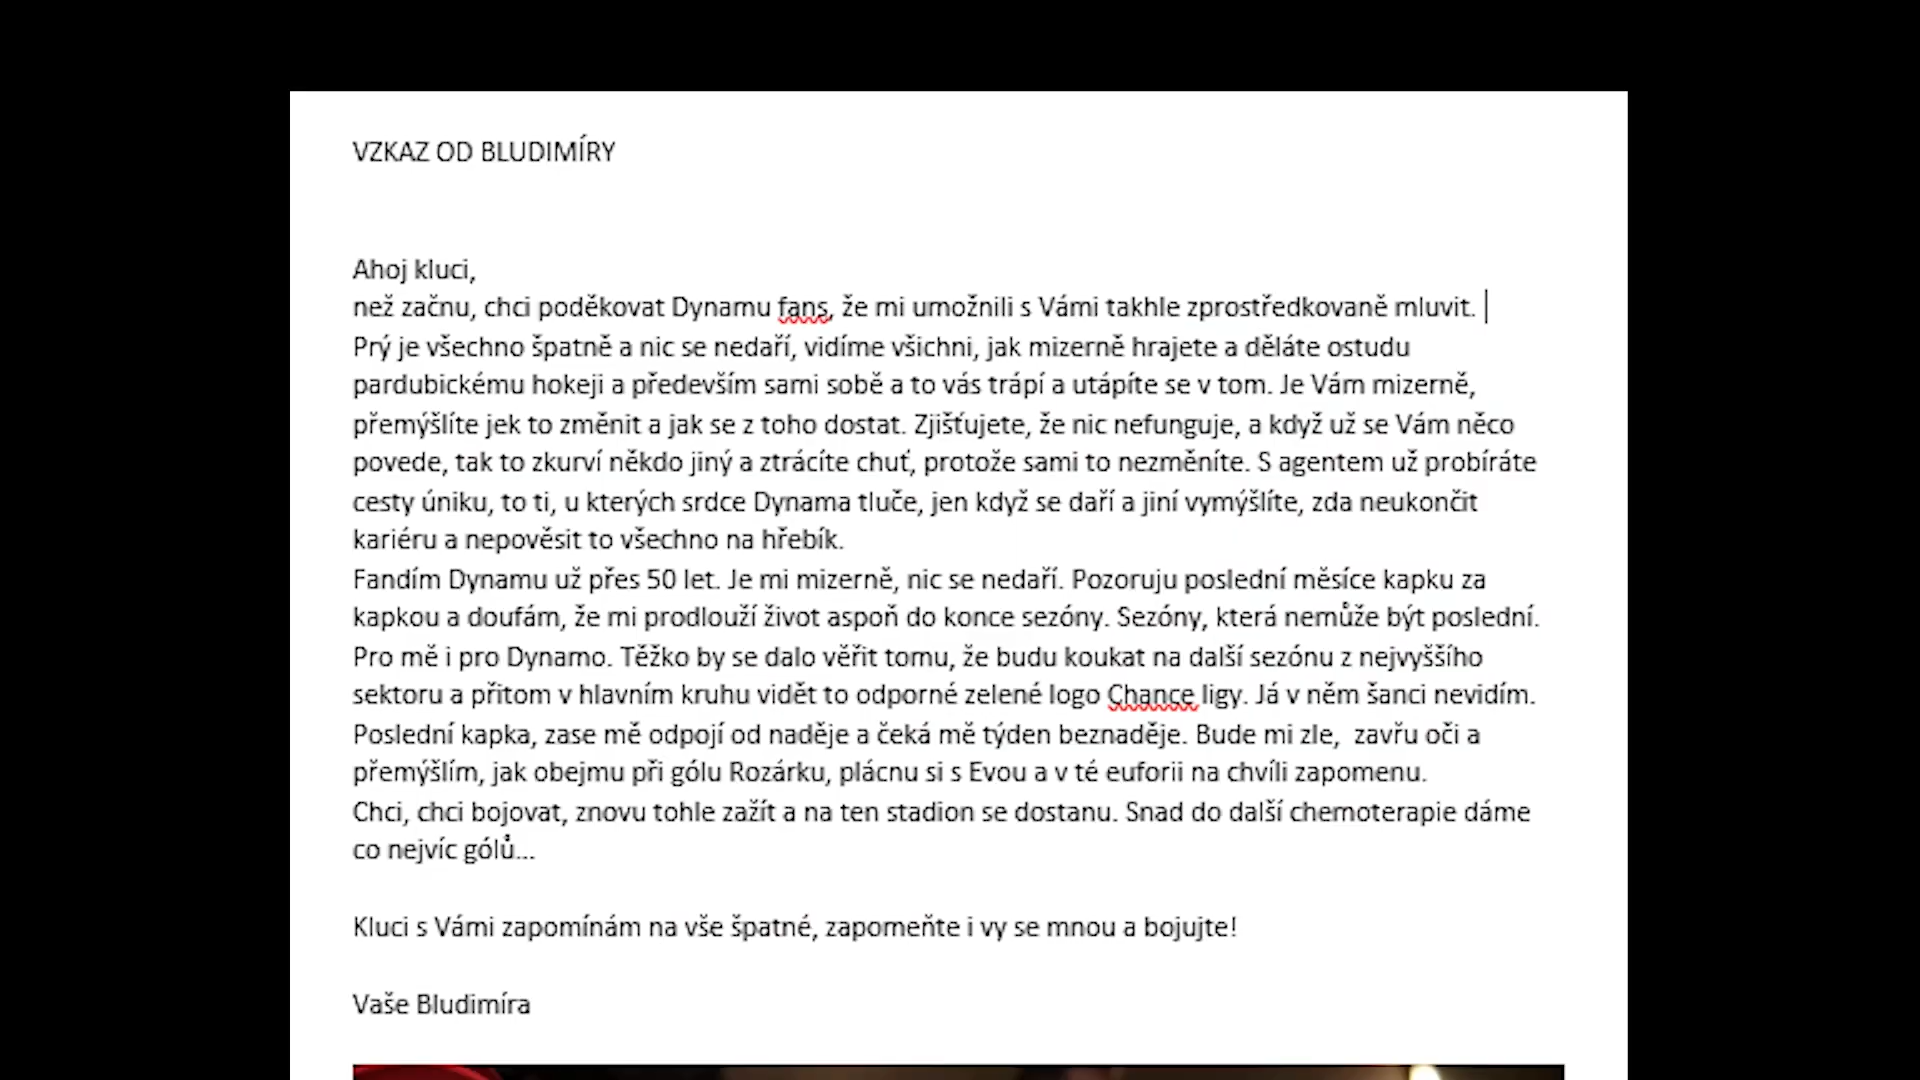 VZKAZ OD BLUDIMÍRY
Ahoj kluci,
než začnu, chci poděkovat Dynamu fans, že mi umožnili s Vámi takhle zprostředkovaně mluvit.
Prý je všechno špatně a nic se nedaří, vidíme všichni, jak mizerně hrajete a děláte ostudu
pardubickému hokeji a především sami sobě a to vás trápí a utápíte se v tom. Je Vám mizerně,
přemýšlíte jek to změnit a jak se z toho dostat. Zjišťujete, že nic nefunguje, a když už se Vám něco
povede, tak to zkurví někdo jiný a ztrácíte chuť, protože sami to nezměníte. S agentem už probíráte
cesty úniku, to ti, u kterých srdce Dynama tluče, jen když se daří a jiní vymýšlíte, zda neukončit
kariéru a nepověsit to všechno na hřebík.
Fandím Dynamu už přes 50 let. Je mi mizerně, nic se nedaří. Pozoruju poslední měsíce kapku za
kapkou a doufám, že mi prodlouží život aspoň do konce sezóny. Sezóny, která nemůže být poslední.
Pro mě i pro Dynamo. Těžko by se dalo věřit tomu, že budu koukat na další sezónu z nejvyššího
sektoru a přitom v hlavním kruhu vidět to odporné zelené logo Chance ligy. Já v něm šanci nevidím.
Poslední kapka, zase mě odpojí od naděje a čeká mě týden beznaděje. Bude mi zle,  zavřu oči a
přemýšlím, jak obejmu při gólu Rozárku, plácnu si s Evou a v té euforii na chvíli zapomenu.
Chci, chci bojovat, znovu tohle zažít a na ten stadion se dostanu. Snad do další chemoterapie dáme
co nejvíc gólů...
Kluci s Vámi zapomínám na vše špatné, zapomeňte i vy se mnou a bojujte!
Vaše Bludimíra